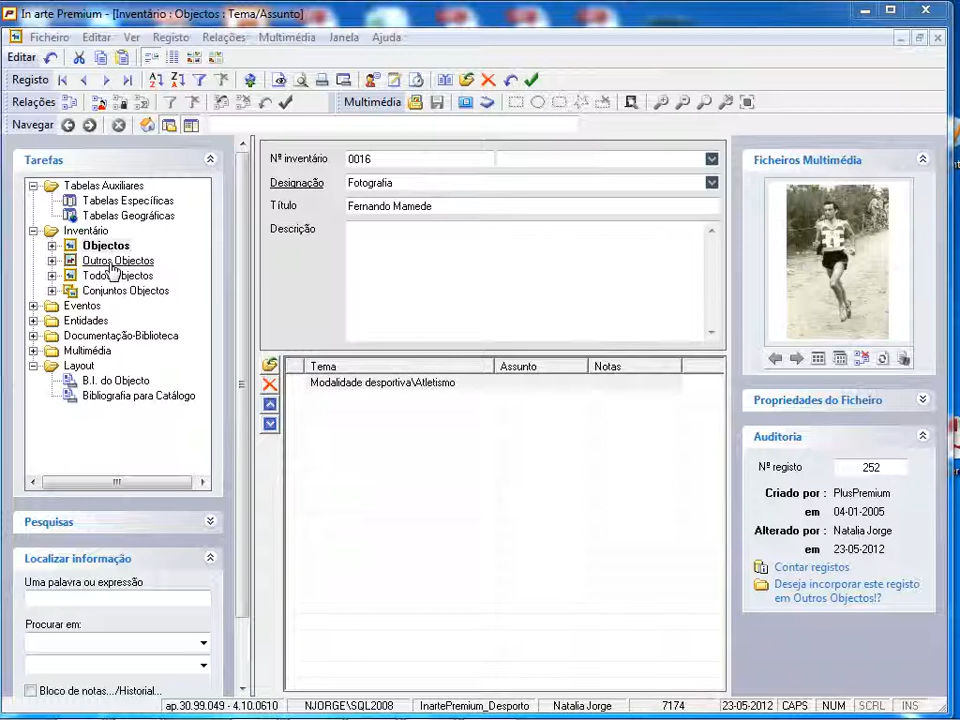 In arte Premium - [Inventário : Objectos : Tema/Assunto]
Ficheiro Editar Ver Registo Relações Multimédia Janela Ajuda
Editar
Registo
Relações Multimédia
Navegar
Tarefas
Tabelas Auxiliares
Tabelas Específicas
Tabelas Geográficas
Inventário
Objectos
Outros Objectos
Todos Objectos
Conjuntos Objectos
Eventos
Entidades
Documentação-Biblioteca
Multimédia
Layout
B.I. do Objecto
Bibliografia para Catálogo
Pesquisas
Localizar informação
Uma palavra ou expressão
Procurar em:
Bloco de notas.../Historial...
Nº inventário 0016
Designação Fotografia
Título Fernando Mamede
Descrição
Tema Assunto Notas
Modalidade desportiva\Atletismo
Ficheiros Multimédia
Propriedades do Ficheiro
Auditoria
Nº registo 252
Criado por : PlusPremium
em 04-01-2005
Alterado por : Natalia Jorge
em 23-05-2012
Contar registos
Deseja incorporar este registo
em Outros Objectos!?
ap.30.99.049 - 4.10.0610 NJORGE\SQL2008 InartePremium_Desporto Natalia Jorge 7174 23-05-2012 CAPS NUM SCRL INS